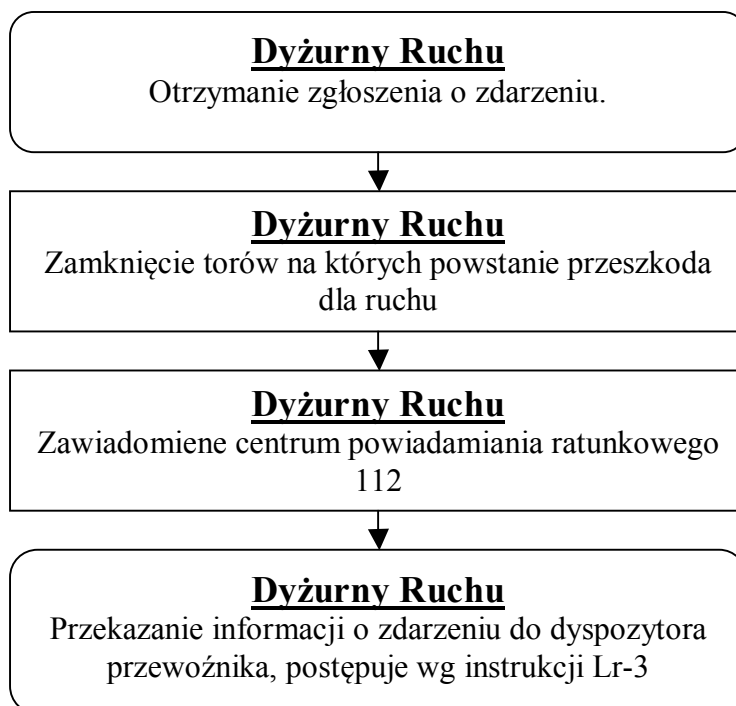 Dyżurny Ruchu
Otrzymanie zgłoszenia o zdarzeniu.
Dyżurny Ruchu
Zamknięcie torów na których powstanie przeszkoda
dla ruchu
Dyżurny Ruchu
Zawiadomiene centrum powiadamiania ratunkowego
112
Dyżurny Ruchu
Przekazanie informacji o zdarzeniu do dyspozytora
przewoźnika, postępuje wg instrukcji Lr-3